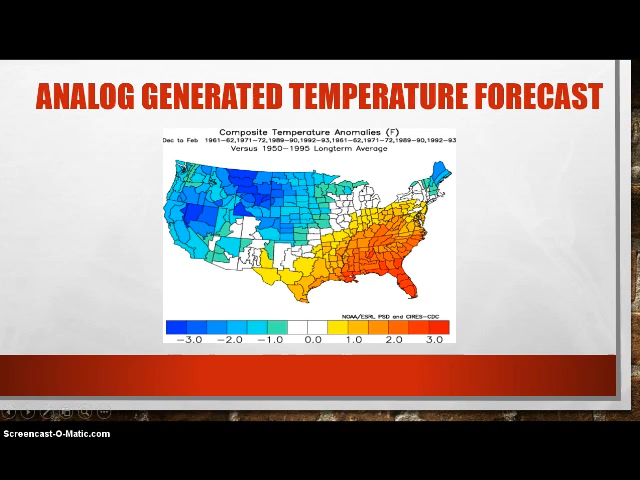 ANALOG GENERATED TEMPERATURE FORECAST
Composite Temperature Anomalies (F)
Dec to Feb 1961-62,1971-72,1989-90,1992-93,1961-62,1971-72,1989-90,1992-93
Versus 1950-1995 Longterm Average
NOAA/ESRL PSD and CIRES-CDC
-3.0 -2.0 -1.0 0.0 1.0 2.0 3.0
Screencast-O-Matic.com